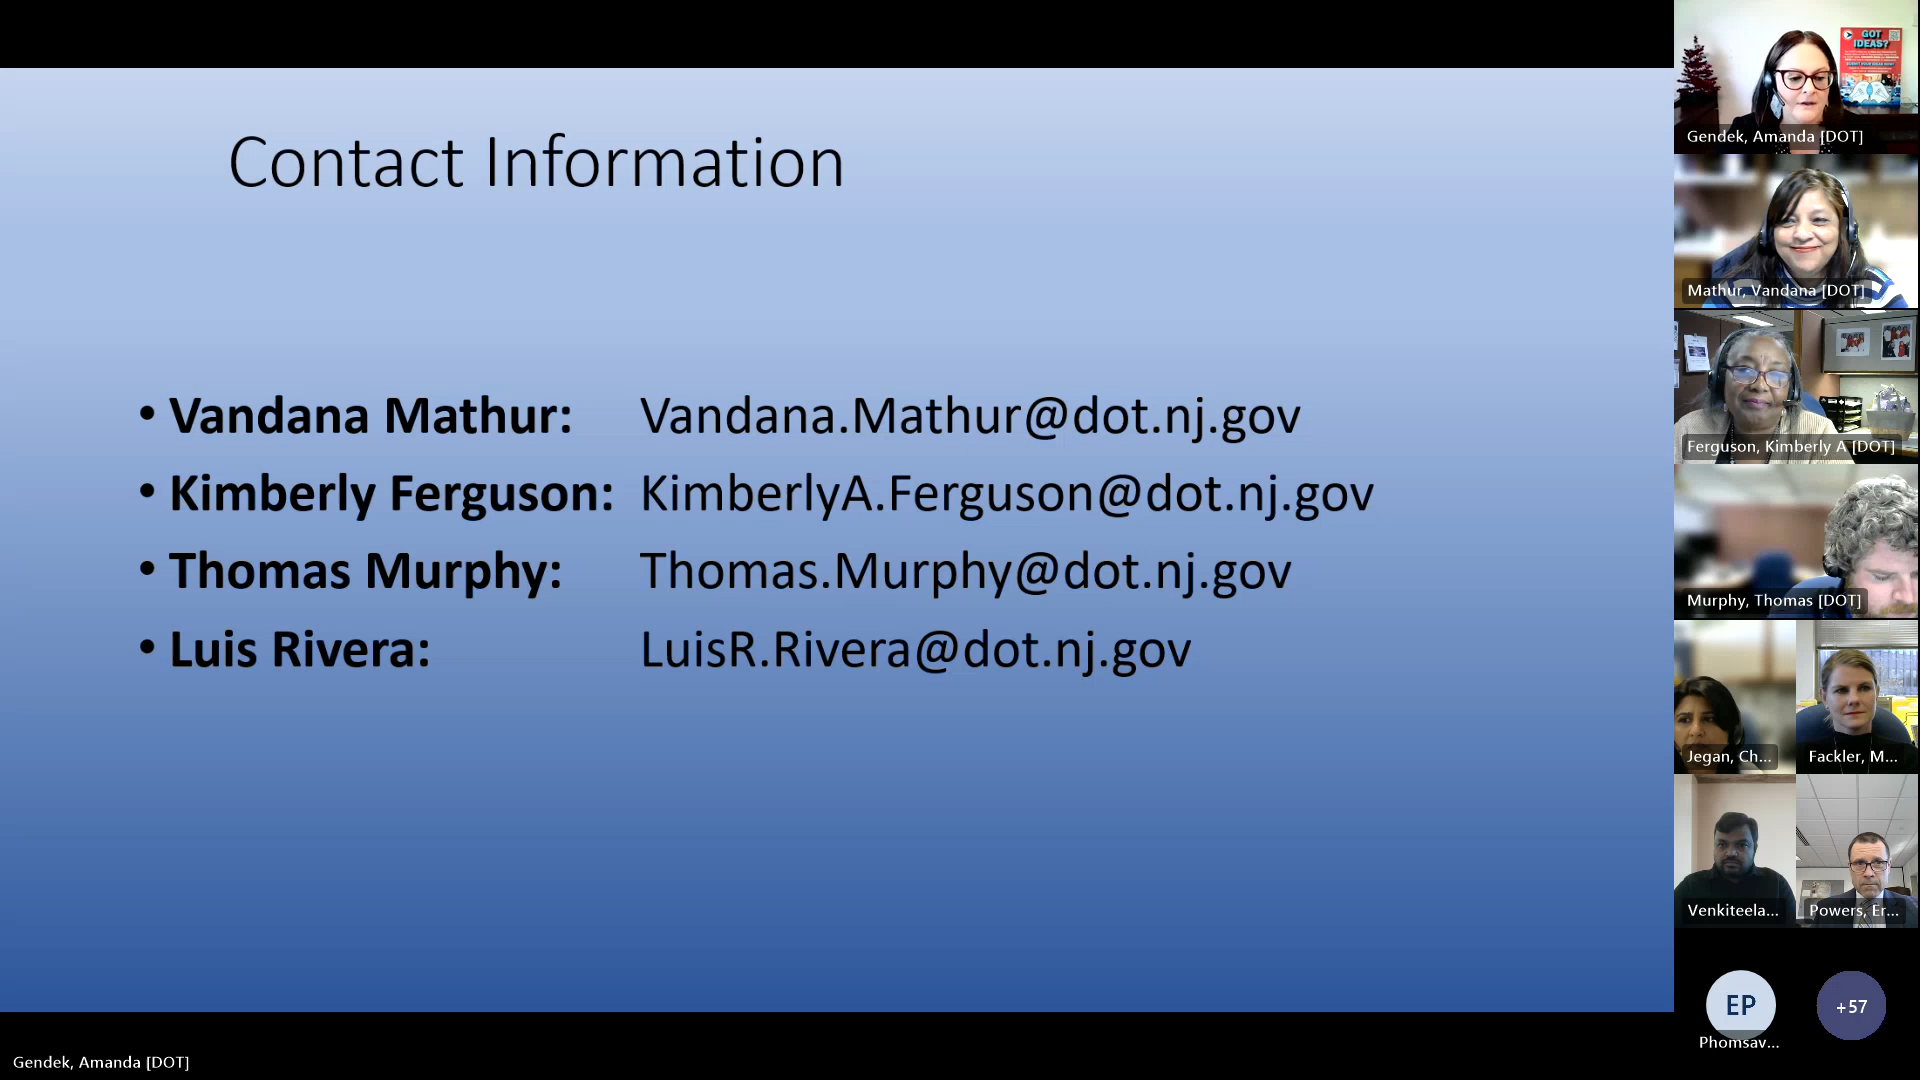 Contact Information
• Vandana Mathur: Vandana.Mathur@dot.nj.gov
• Kimberly Ferguson: KimberlyA.Ferguson@dot.nj.gov
• Thomas Murphy: Thomas.Murphy@dot.nj.gov
• Luis Rivera: LuisR.Rivera@dot.nj.gov
GOT
IDEAS?
Gendek, Amanda [DOT]
Mathur, Vandana [DOT]
Ferguson, Kimberly A [DOT]
Murphy, Thomas [DOT]
Jegan, Ch...
Fackler, M...
Venkiteela...
Powers, Er...
EP
+57
Phomsav...
Gendek, Amanda [DOT]